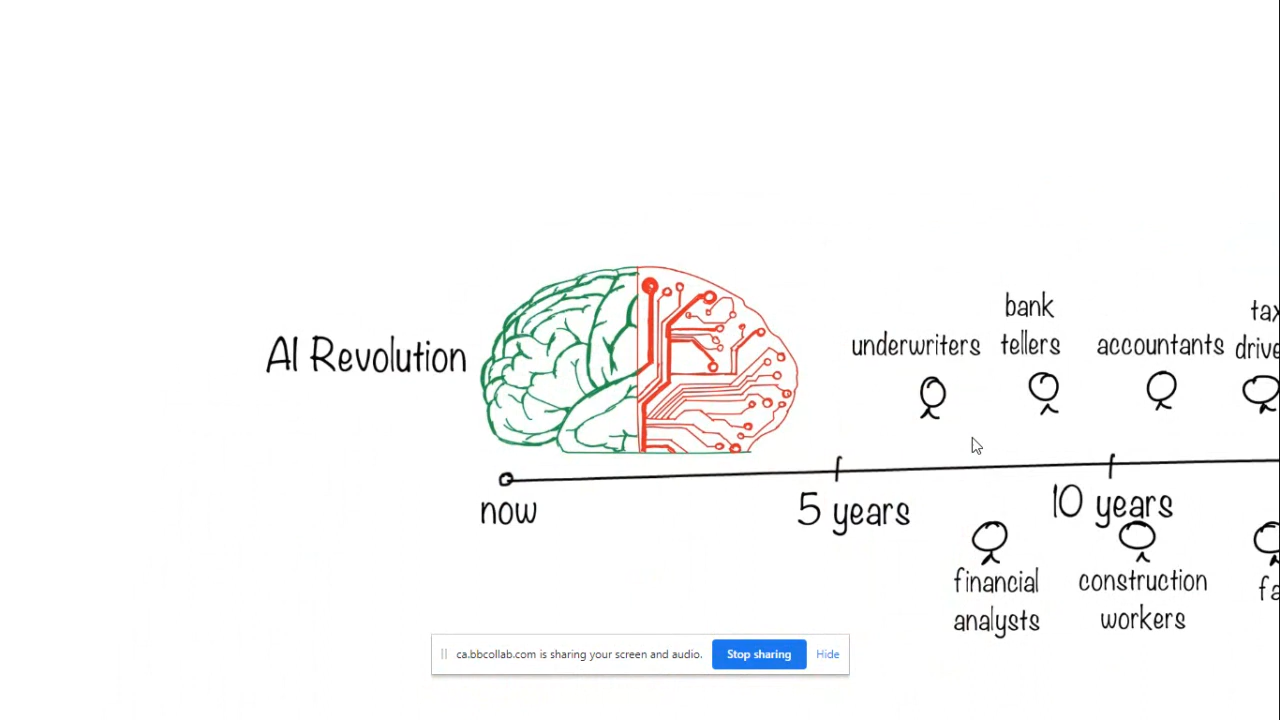 bank
tax
underwriters
tellers
accountants
AI Revolution
now
5 years
10 years
financial
construction
analysts
workers
ca.bbcollab.com is sharing your screen and audio.
Stop sharing
Hide